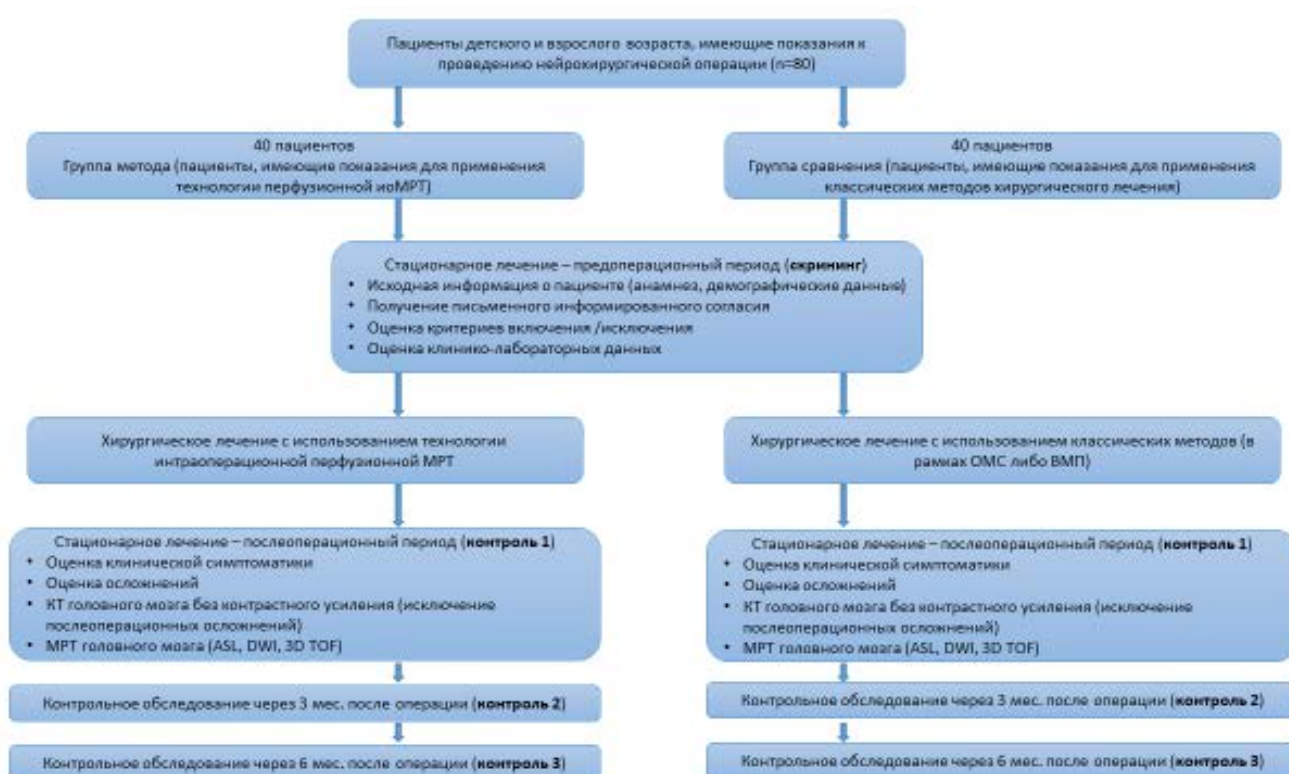 Пациенты детского и взрослого возраста, имеющие показания к
проведению нейрохирургической операции (n=80)
40 пациентов
Группа метода (пациенты, имеющие показания для применения
технологии перфузионной иоМРТ)
40 пациентов
Группа сравнения (пациенты, имеющие показания для применения
классических методов хирургического лечения)
Стационарное лечение – предоперационный период (скрининг)
• Исходная информация о пациенте (анамнез, демографические данные)
• Получение письменного информированного согласия
• Оценка критериев включения /исключения
• Оценка клинико-лабораторных данных
Хирургическое лечение с использованием технологии
интраоперационной перфузионной МРТ
Хирургическое лечение с использованием классических методов (в
рамках ОМС либо ВМП)
Стационарное лечение – послеоперационный период (контроль 1)
• Оценка клинической симптоматики
• Оценка осложнений
• КТ головного мозга без контрастного усиления (исключение
послеоперационных осложнений)
• МРТ головного мозга (ASL, DWI, 3D TOF)
Стационарное лечение – послеоперационный период (контроль 1)
• Оценка клинической симптоматики
• Оценка осложнений
• КТ головного мозга без контрастного усиления (исключение
послеоперационных осложнений)
• МРТ головного мозга (ASL, DWI, 3D TOF)
Контрольное обследование через 3 мес. после операции (контроль 2)
Контрольное обследование через 3 мес. после операции (контроль 2)
Контрольное обследование через 6 мес. после операции (контроль 3)
Контрольное обследование через 6 мес. после операции (контроль 3)